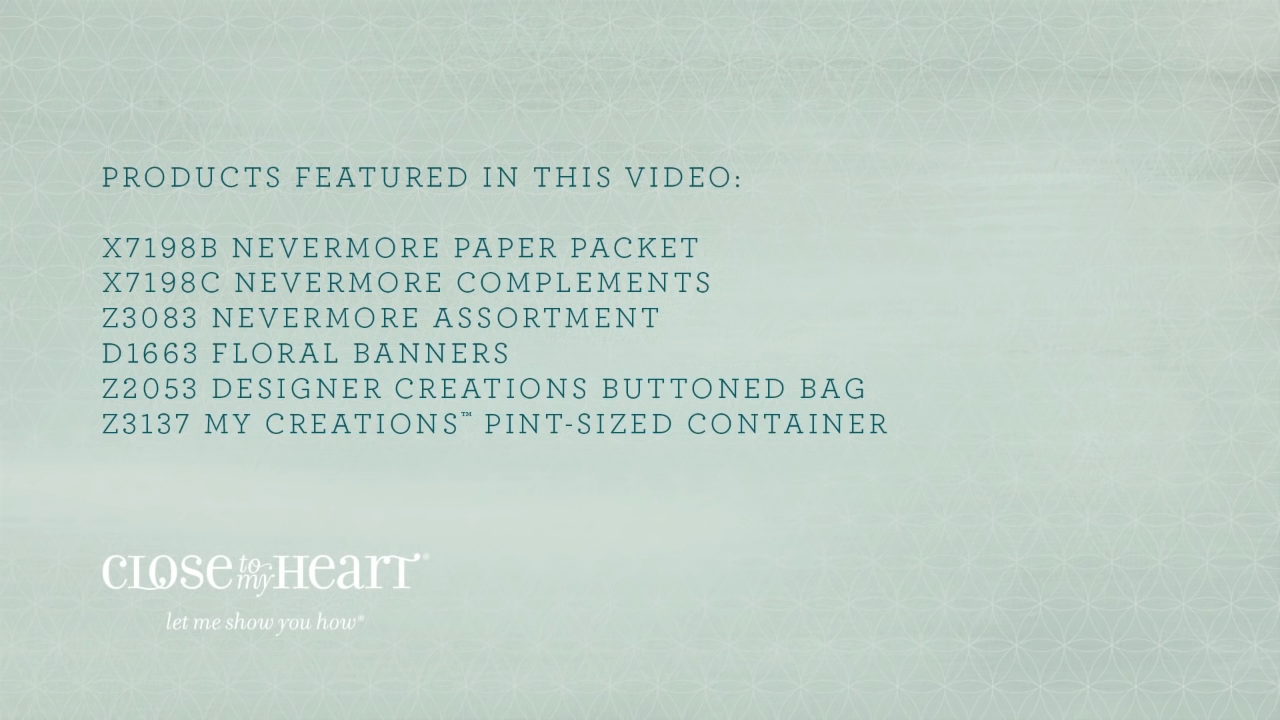 PRODUCTS FEATURED IN THIS VIDEO:
X7198B NEVERMORE PAPER PACKET
X7198C NEVERMORE COMPLEMENTS
Z3083 NEVERMORE ASSORTMENT
D1663 FLORAL BANNERS
Z2053 DESIGNER CREATIONS BUTTONED BAG
Z3137 MY CREATIONS™ PINT-SIZED CONTAINER
CLOSE to my HEART®
let me show you how®